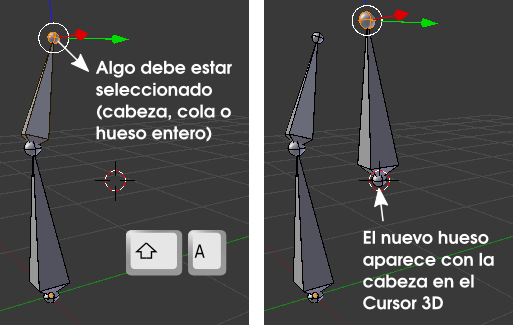 Algo debe estar
seleccionado
(cabeza, cola o
hueso entero)
A
El nuevo hueso
aparece con la
cabeza en el
Cursor 3D